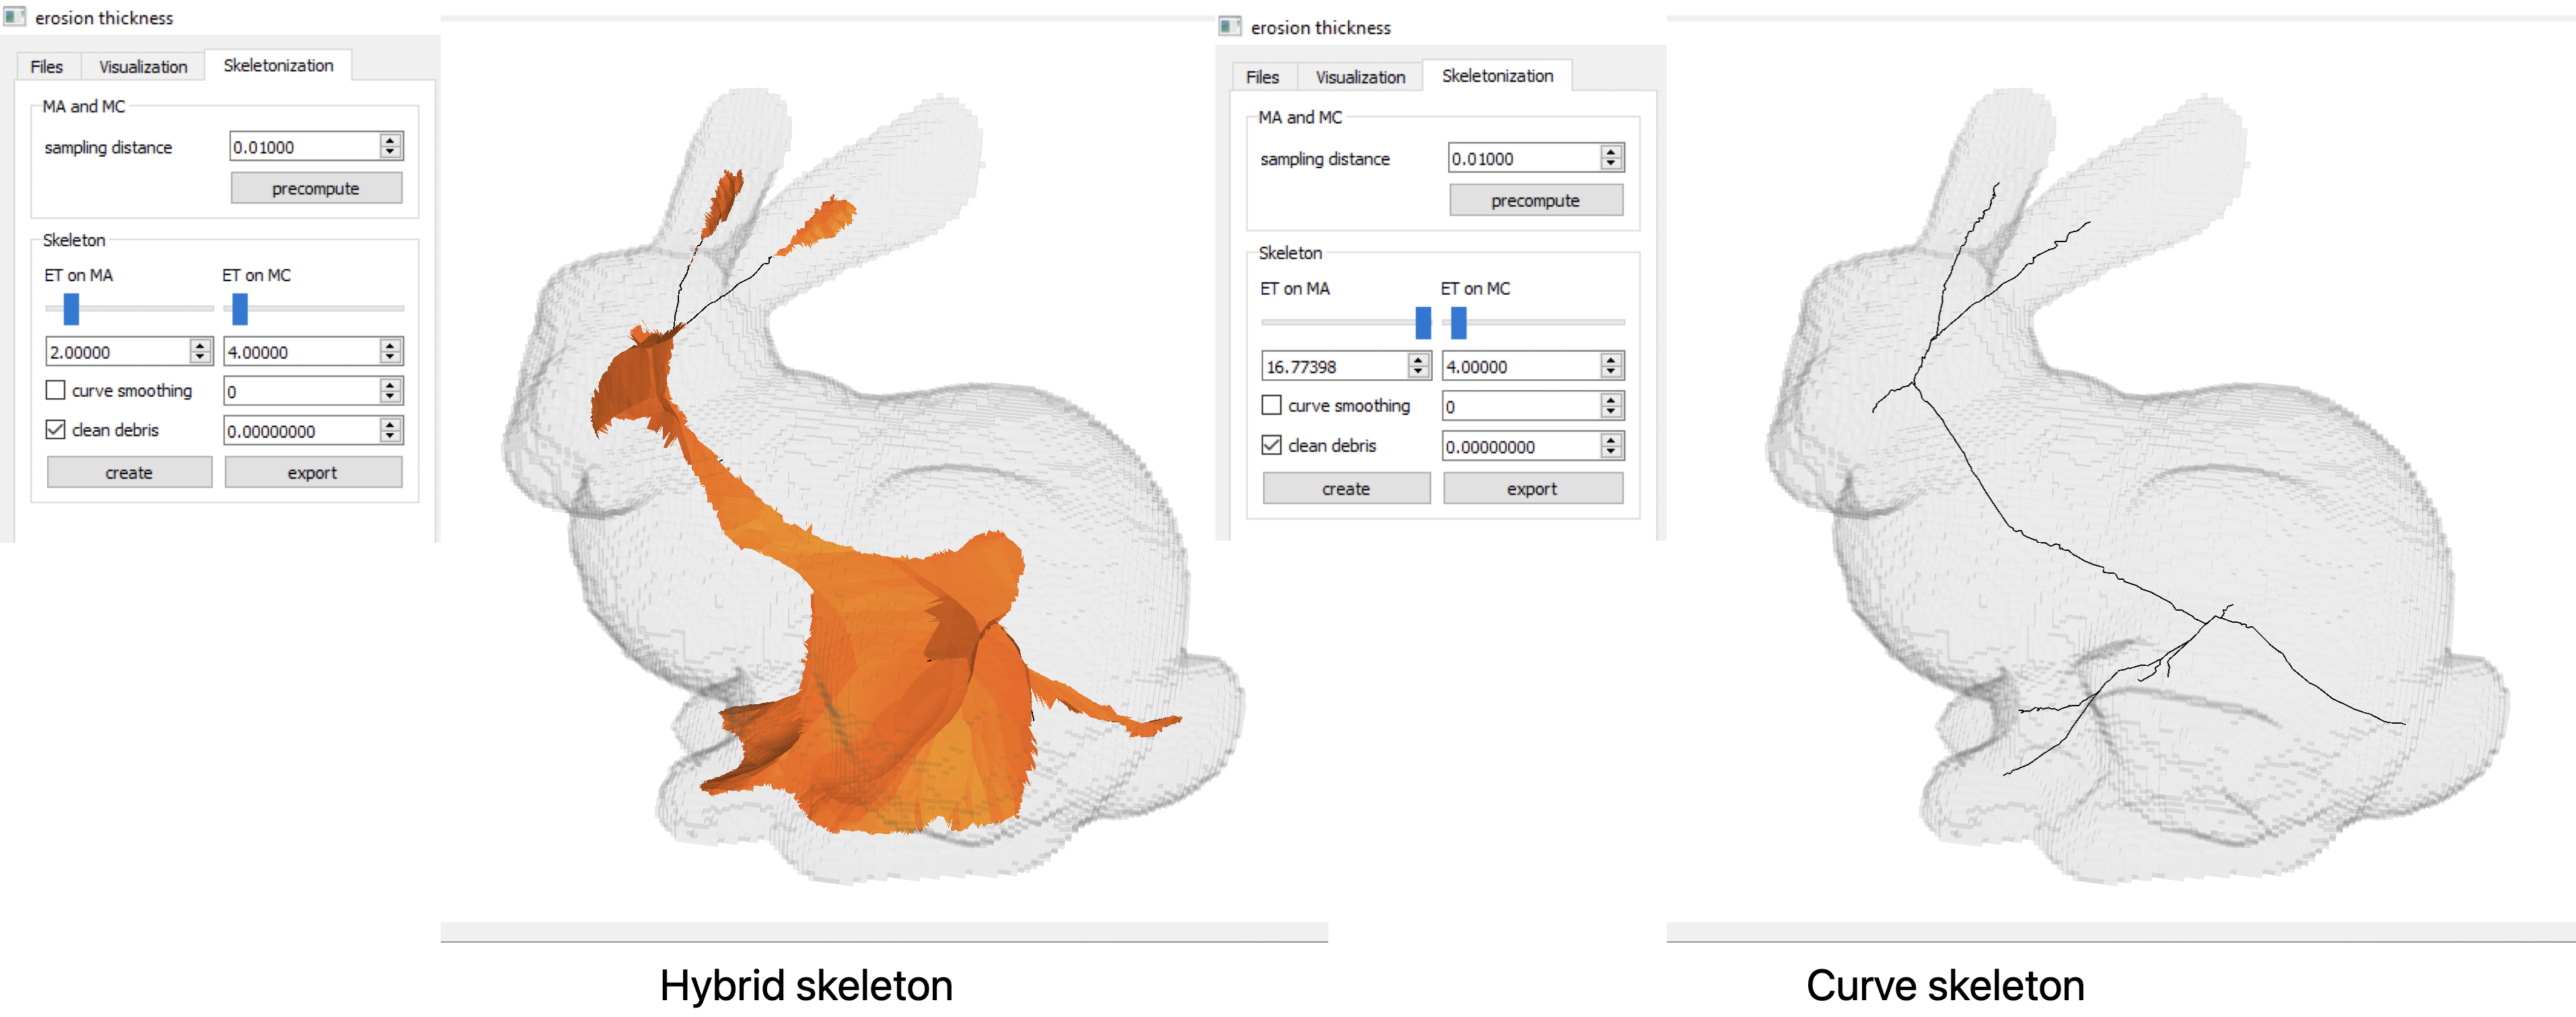 erosion thickness
Files Visualization Skeletonization
MA and MC
sampling distance 0.01000
precompute
Skeleton
ET on MA ET on MC
2.00000 4.00000
curve smoothing 0
clean debris 0.00000000
create export
erosion thickness
Files Visualization Skeletonization
MA and MC
sampling distance 0.01000
precompute
Skeleton
ET on MA ET on MC
16.77398 4.00000
curve smoothing 0
clean debris 0.00000000
create export
Hybrid skeleton
Curve skeleton